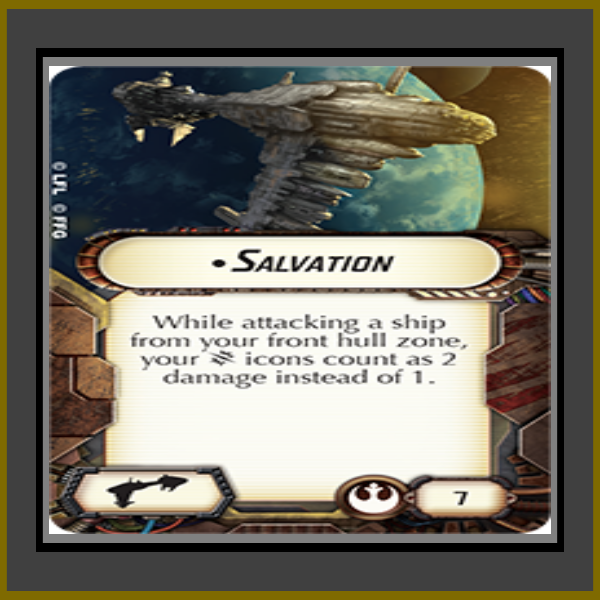 © LFL © FFG
• SALVATION
While attacking a ship
from your front hull zone,
your icons count as 2
damage instead of 1.
7